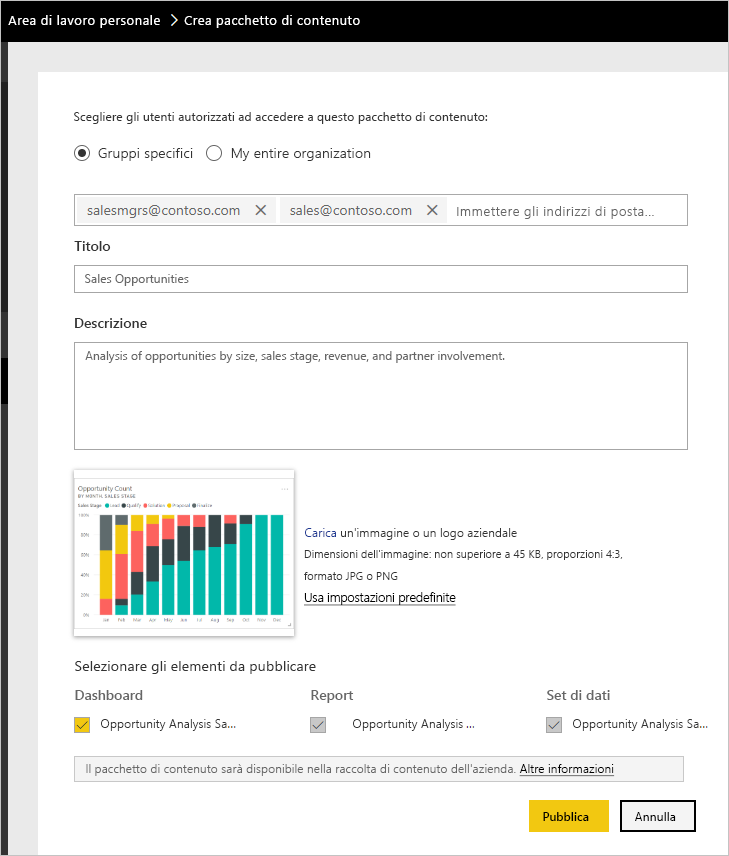 Area di lavoro personale > Crea pacchetto di contenuto
Scegliere gli utenti autorizzati ad accedere a questo pacchetto di contenuto:
Gruppi specifici My entire organization
salesmgrs@contoso.com sales@contoso.com Immettere gli indirizzi di posta...
Titolo
Sales Opportunities
Descrizione
Analysis of opportunities by size, sales stage, revenue, and partner involvement.
Opportunity Count
BY MONTH, SALES STAGE
Sales Stage Lead Qualify Solution Proposal Finalize
100%
80%
60%
40%
20%
0%
Jan Feb Mar Apr May Jun Jul Aug Sep Oct Nov Dec
Carica un'immagine o un logo aziendale
Dimensioni dell'immagine: non superiore a 45 KB, proporzioni 4:3,
formato JPG o PNG
Usa impostazioni predefinite
Selezionare gli elementi da pubblicare
Dashboard Report Set di dati
Opportunity Analysis Sa... Opportunity Analysis ... Opportunity Analysis Sa...
Il pacchetto di contenuto sarà disponibile nella raccolta di contenuto dell'azienda. Altre informazioni
Pubblica Annulla